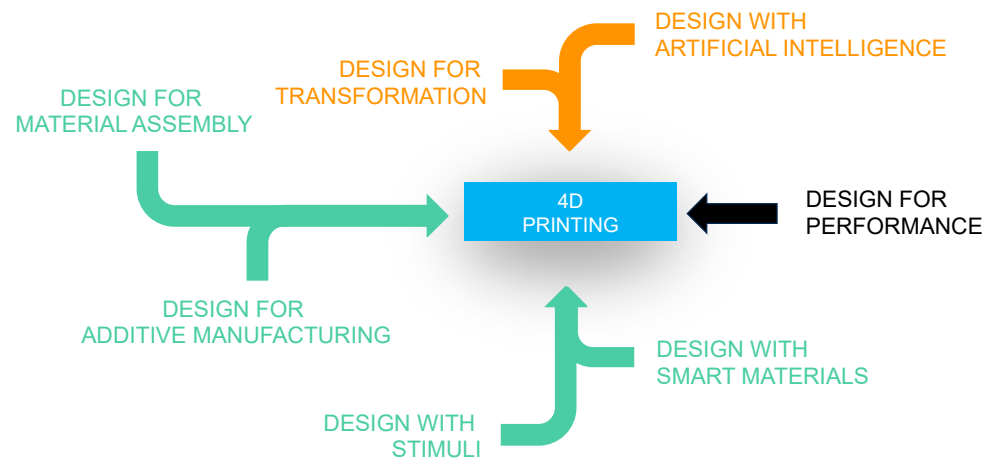 DESIGN WITH
ARTIFICIAL INTELLIGENCE
DESIGN FOR
TRANSFORMATION
DESIGN FOR
MATERIAL ASSEMBLY
4D
PRINTING
DESIGN FOR
PERFORMANCE
DESIGN FOR
ADDITIVE MANUFACTURING
DESIGN WITH
SMART MATERIALS
DESIGN WITH
STIMULI